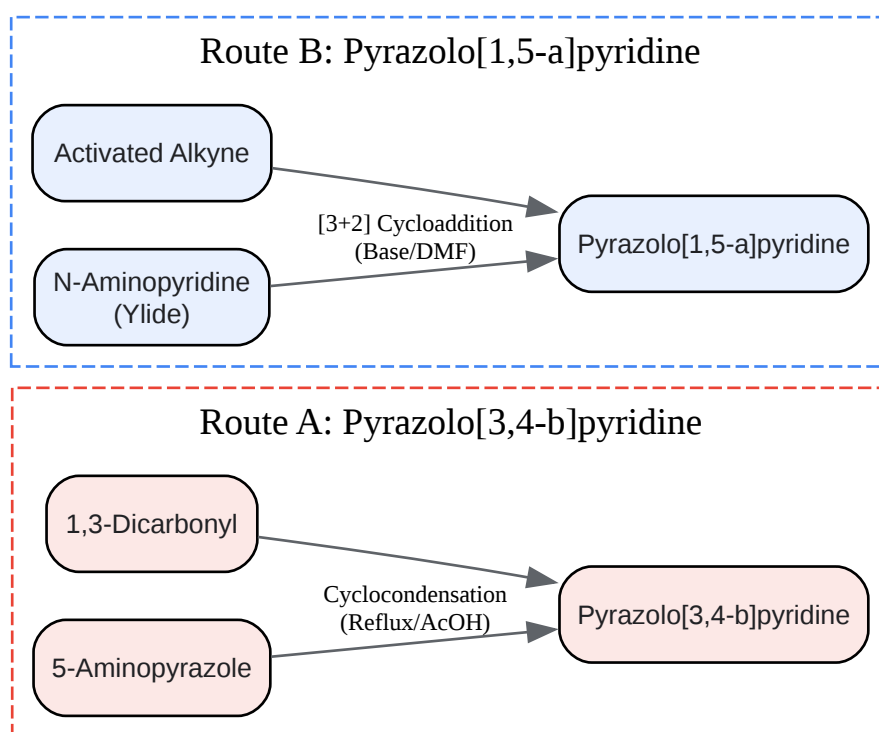 Route B: Pyrazolo[1,5-a]pyridine
Activated Alkyne
[3+2] Cycloaddition
(Base/DMF)
Pyrazolo[1,5-a]pyridine
N-Aminopyridine
(Ylide)
Route A: Pyrazolo[3,4-b]pyridine
1,3-Dicarbonyl
Cyclocondensation
(Reflux/AcOH)
Pyrazolo[3,4-b]pyridine
5-Aminopyrazole